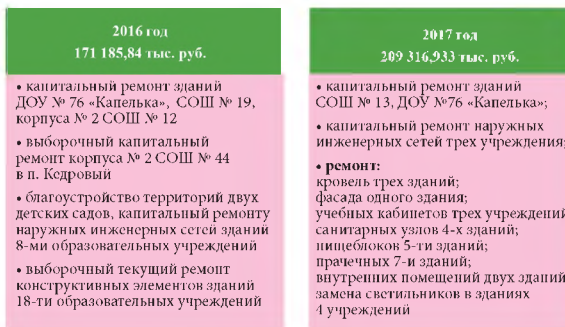 2016 год
171 185,84 тыс. руб.
• капитальный ремонт зданий
ДОУ № 76 «Капелька», СОШ № 19,
корпуса № 2 СОШ № 12
• выборочный капитальный
ремонт корпуса № 2 СОШ № 44
в п. Кедровый
• благоустройство территорий двух
детских садов, капитальный ремонту
наружных инженерных сетей зданий
8-ми образовательных учреждений
• выборочный текущий ремонт
конструктивных элементов зданий
18-ти образовательных учреждений
2017 год
209 316,933 тыс. руб.
• капитальный ремонт зданий
СОШ № 13, ДОУ №76 «Капелька»;
• капитальный ремонт наружных
инженерных сетей трех учреждения;
• ремонт:
кровель трех зданий;
фасада одного здания;
учебных кабинетов трех учреждений
санитарных узлов 4-х зданий;
пищеблоков 5-ти зданий;
прачечных 7-и зданий;
внутренних помещений двух зданий
замена светильников в зданиях
4 учреждений